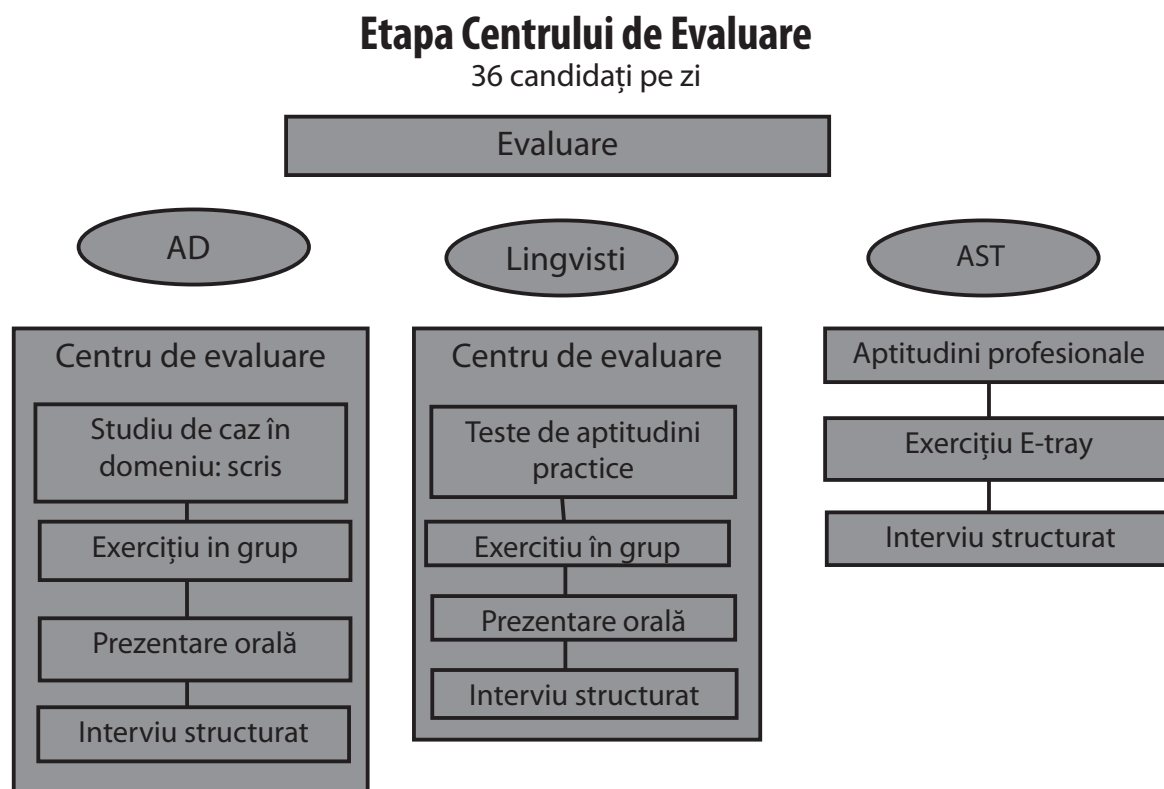 Etapa Centrului de Evaluare
36 candidați pe zi
Evaluare
AD
Lingvisti
AST
Centru de evaluare
Studiu de caz în
domeniu: scris
Exercițiu in grup
Prezentare orală
Interviu structurat
Centru de evaluare
Teste de aptitudini
practice
Exercitiu în grup
Prezentare orală
Interviu structurat
Aptitudini profesionale
Exercițiu E-tray
Interviu structurat